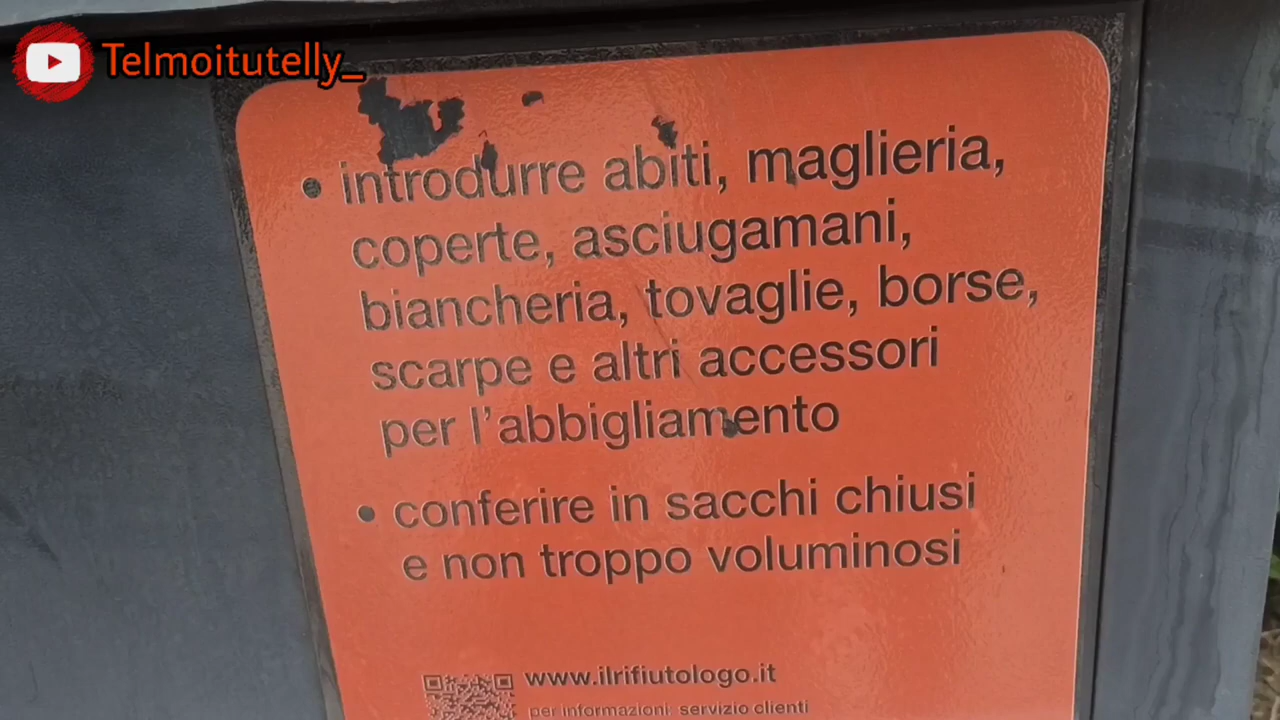 Telmoitutelly_
• introdurre abiti, maglieria,
coperte, asciugamani,
biancheria, tovaglie, borse,
scarpe e altri accessori
per l'abbigliamento
• conferire in sacchi chiusi
e non troppo voluminosi
www.ilrifiutologo.it
per informazioni: servizio clienti